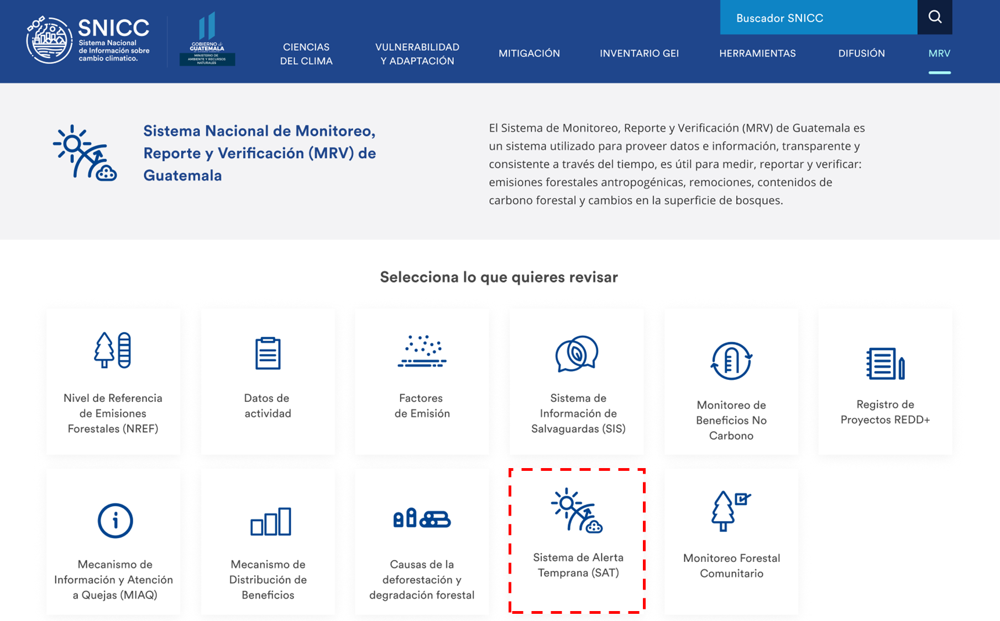 SNICC
Sistema Nacional
de Información sobre
cambio climatico.
GOBIERNO de
GUATEMALA
MINISTERIO DE
AMBIENTE Y RECURSOS
NATURALES
Buscador SNICC
CIENCIAS
DEL CLIMA
VULNERABILIDAD
Y ADAPTACIÓN
MITIGACIÓN
INVENTARIO GEI
HERRAMIENTAS
DIFUSIÓN
MRV
Sistema Nacional de Monitoreo,
Reporte y Verificación (MRV) de
Guatemala
El Sistema de Monitoreo, Reporte y Verificación (MRV) de Guatemala es
un sistema utilizado para proveer datos e información, transparente y
consistente a través del tiempo, es útil para medir, reportar y verificar:
emisiones forestales antropogénicas, remociones, contenidos de
carbono forestal y cambios en la superficie de bosques.
Selecciona lo que quieres revisar
Nivel de Referencia
de Emisiones
Forestales (NREF)
Datos de
actividad
Factores
de Emisión
Sistema de
Información de
Salvaguardas (SIS)
Monitoreo de
Beneficios No
Carbono
Registro de
Proyectos REDD+
Mecanismo de
Información y Atención
a Quejas (MIAQ)
Mecanismo de
Distribución de
Beneficios
Causas de la
deforestación y
degradación forestal
Sistema de Alerta
Temprana (SAT)
Monitoreo Forestal
Comunitario